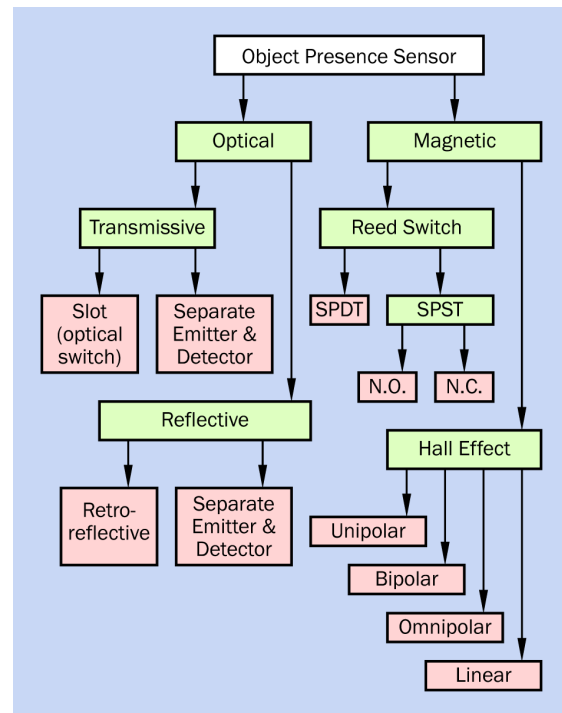 Object Presence Sensor
Optical
Magnetic
Transmissive
Reed Switch
Slot
(optical
switch)
Separate
Emitter &
Detector
SPDT
SPST
N.O.
N.C.
Reflective
Hall Effect
Retro-
reflective
Separate
Emitter &
Detector
Unipolar
Bipolar
Omnipolar
Linear